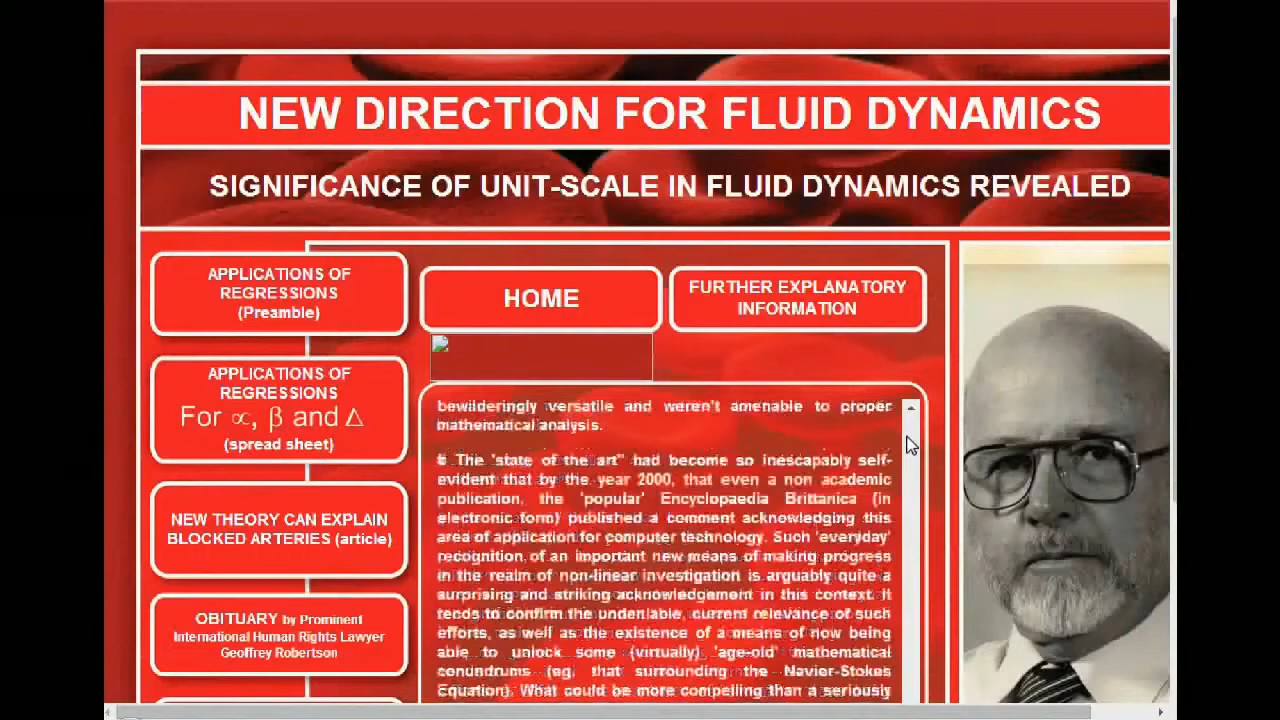 NEW DIRECTION FOR FLUID DYNAMICS
SIGNIFICANCE OF UNIT-SCALE IN FLUID DYNAMICS REVEALED
APPLICATIONS OF
REGRESSIONS
(Preamble)
APPLICATIONS OF
REGRESSIONS
For ∝, β and Δ
(spread sheet)
NEW THEORY CAN EXPLAIN
BLOCKED ARTERIES (article)
OBITUARY by Prominent
International Human Rights Lawyer
Geoffrey Robertson
HOME
FURTHER EXPLANATORY
INFORMATION
bewilderingly versatile and weren't amenable to proper
mathematical analysis.
# The 'state of the art" had become so inescapably self-
evident that by the year 2000, that even a non academic
publication, the 'popular' Encyclopaedia Brittanica (in
electronic form) published a comment acknowledging this
area of application for computer technology. Such 'everyday'
recognition of an important new means of making progress
in the realm of non-linear investigation is arguably quite a
surprising and striking acknowledgement in this context. It
tends to confirm the undeniable, current relevance of such
efforts, as well as the existence of a means of now being
able to unlock some (virtually) 'age-old' mathematical
conundrums (eg, that surrounding the Navier-Stokes
Equation). What could be more compelling than a seriously